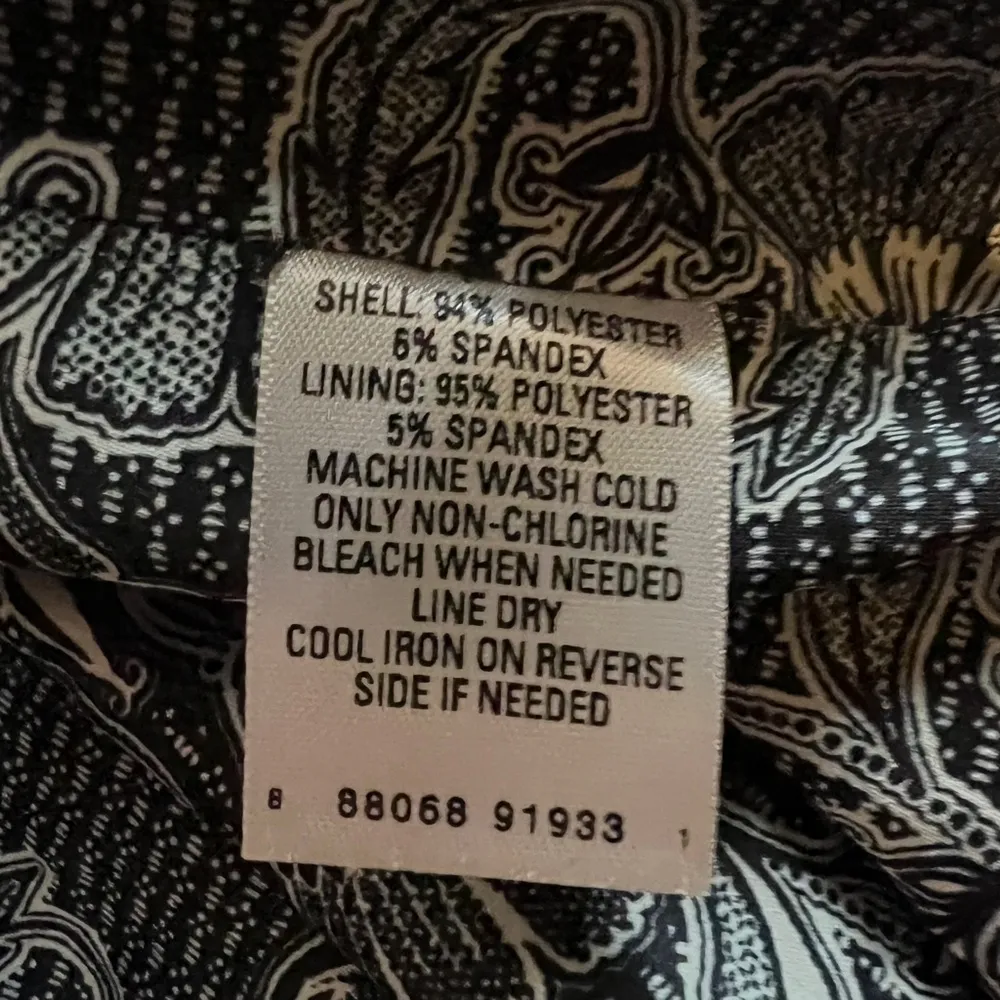 SHELL: 94% POLYESTER
6% SPANDEX
LINING: 95% POLYESTER
5% SPANDEX
MACHINE WASH COLD
ONLY NON-CHLORINE
BLEACH WHEN NEEDED
LINE DRY
COOL IRON ON REVERSE
SIDE IF NEEDED
8 88068 91933 1